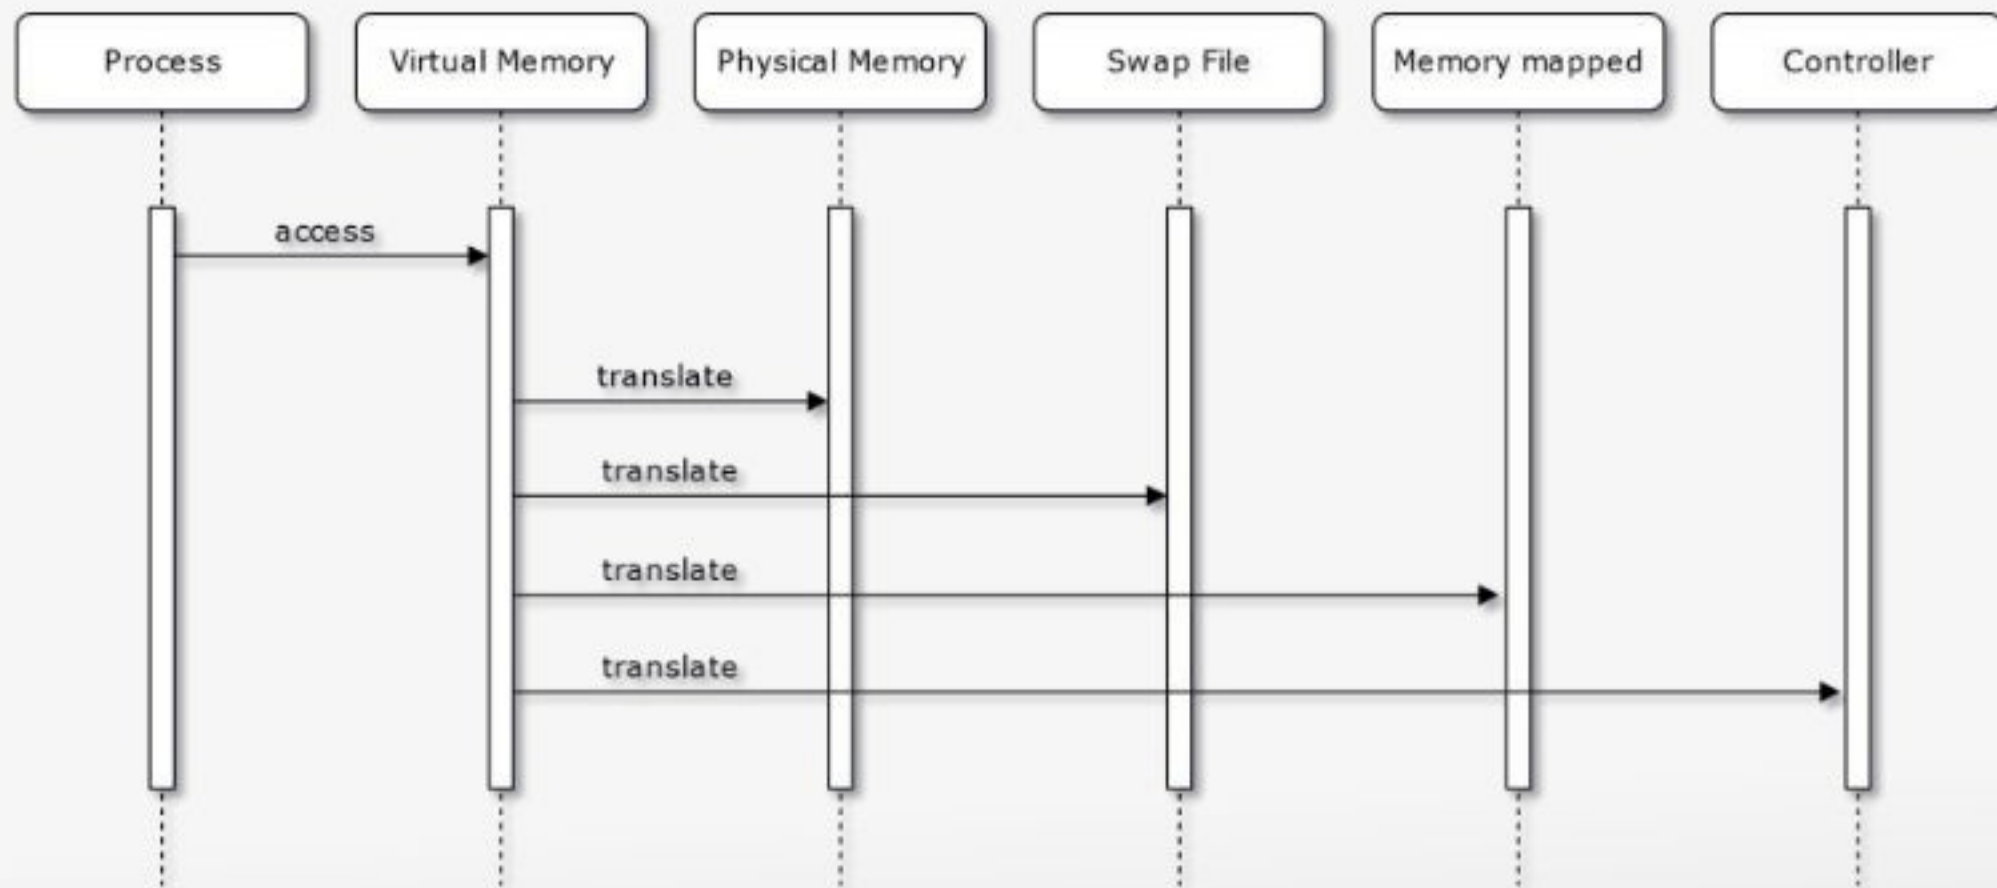 Process
Virtual Memory
Physical Memory
Swap File
Memory mapped
Controller
access
translate
translate
translate
translate